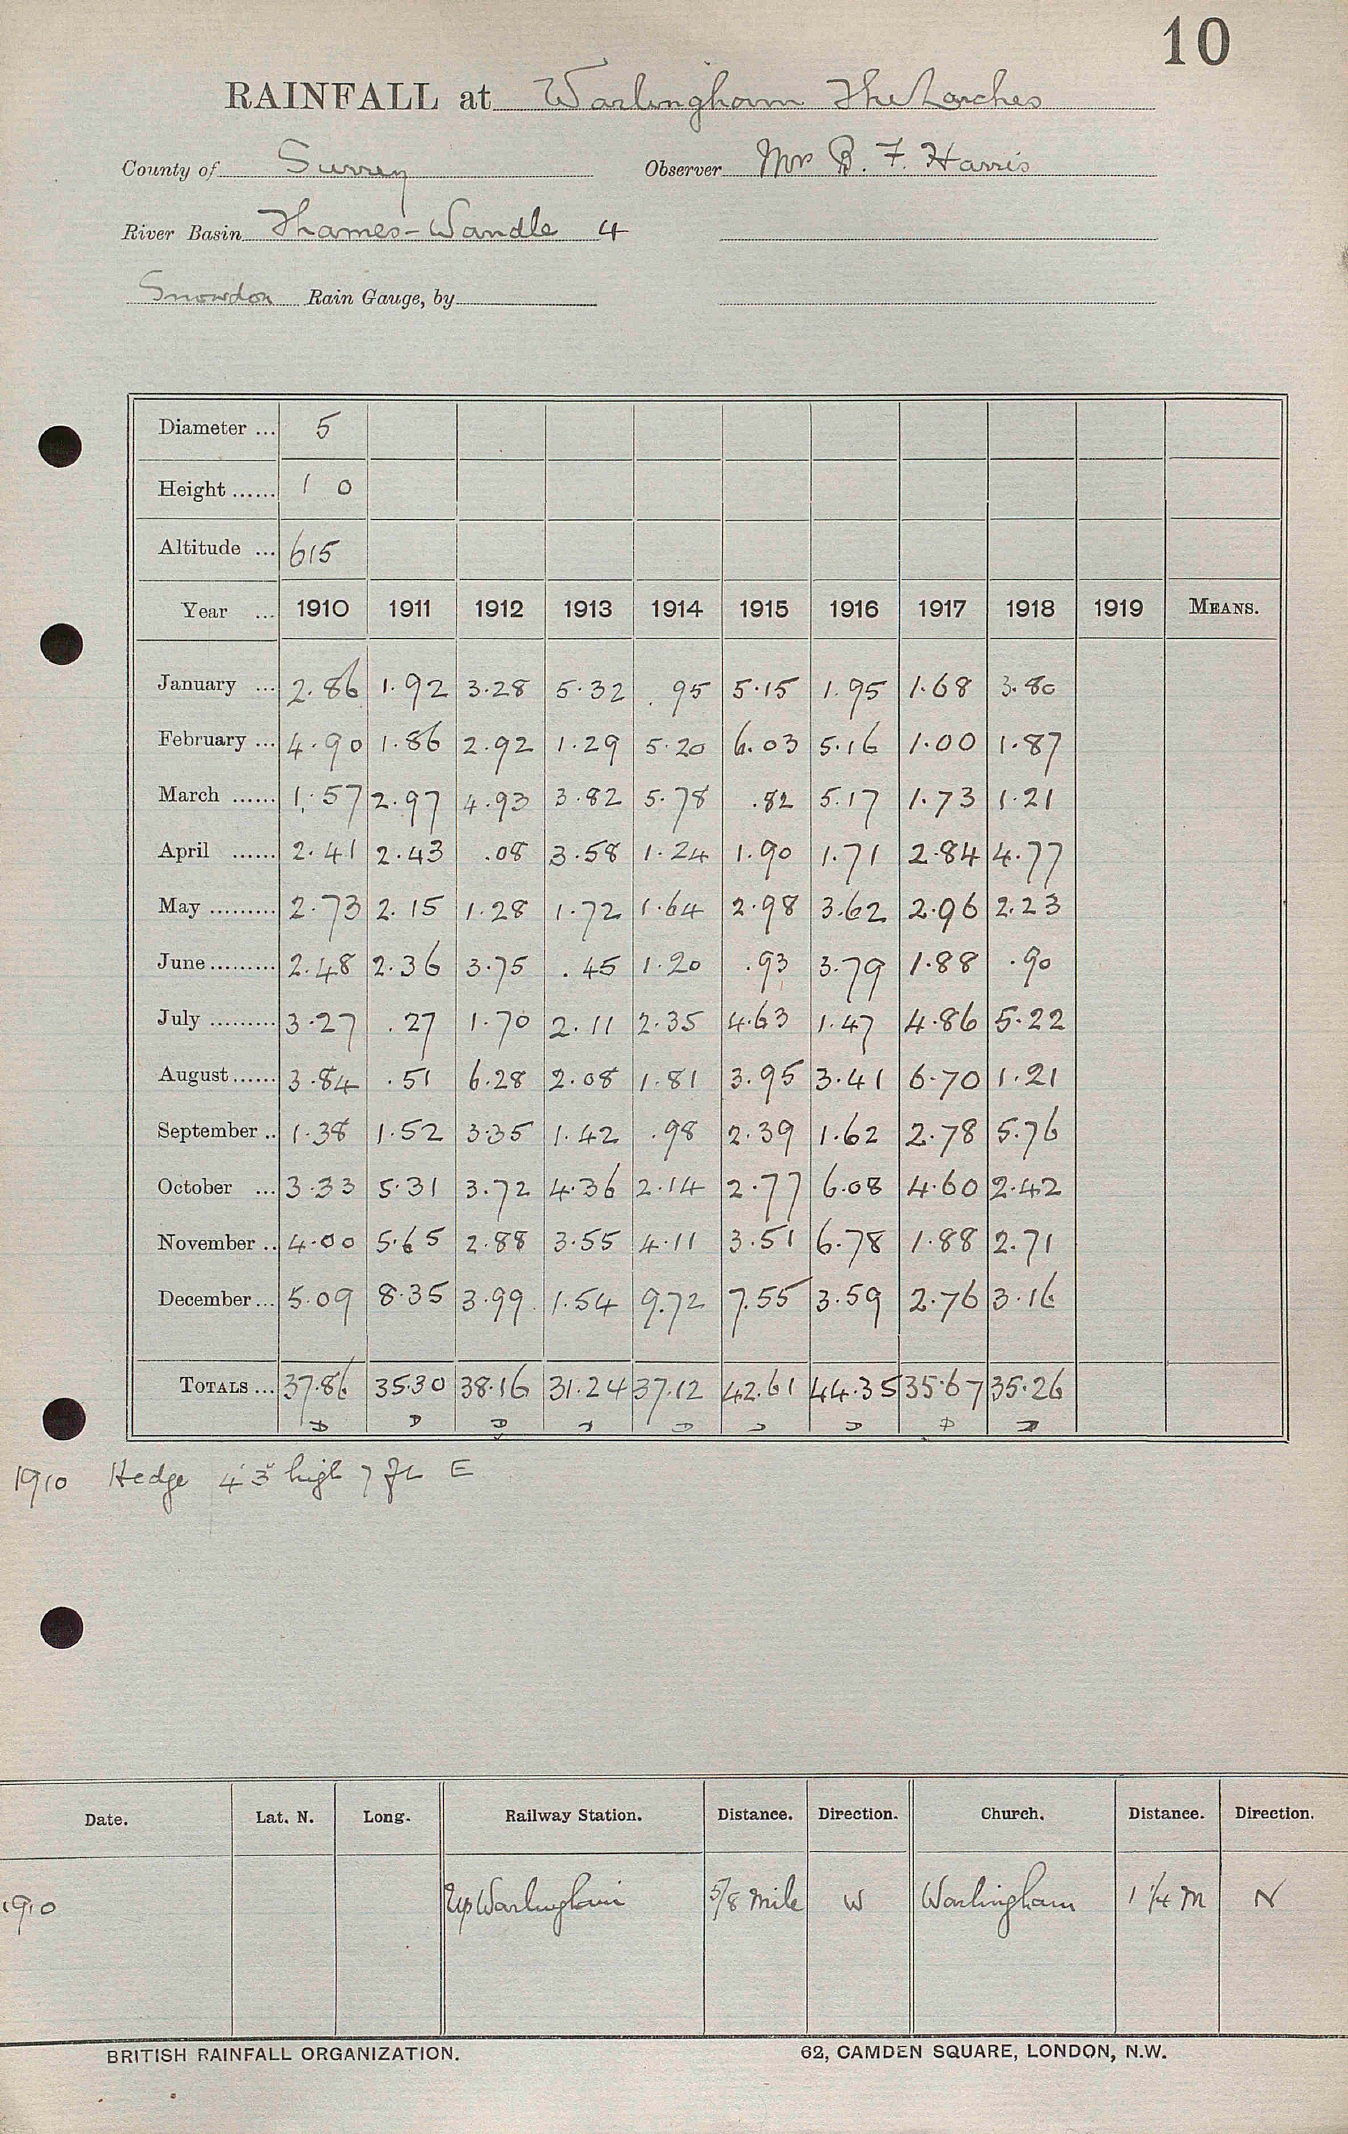 10
RAINFALL at Warlingham The Larches
County of Surrey Observer Mr B. F. Harris
River Basin Thames-Wandle 4
Snowdon Rain Gauge, by
Diameter ... 5
Height ...... 1 0
Altitude ... 615
Year ... 1910 1911 1912 1913 1914 1915 1916 1917 1918 1919 MEANS.
January ... 2.86 1.92 3.28 5.32 .95 5.15 1.95 1.68 3.80
February ... 4.90 1.86 2.92 1.29 5.20 6.03 5.16 1.00 1.87
March ...... 1.57 2.97 4.93 3.82 5.78 .82 5.17 1.73 1.21
April ...... 2.41 2.43 .08 3.58 1.24 1.90 1.71 2.84 4.77
May ......... 2.73 2.15 1.28 1.72 1.64 2.98 3.62 2.96 2.23
June ......... 2.48 2.36 3.75 .45 1.20 .93 3.79 1.88 .90
July ......... 3.27 .27 1.70 2.11 2.35 4.63 1.47 4.86 5.22
August ...... 3.84 .51 6.28 2.08 1.81 3.95 3.41 6.70 1.21
September .. 1.38 1.52 3.35 1.42 .98 2.39 1.62 2.78 5.76
October ... 3.33 5.31 3.72 4.36 2.14 2.77 6.08 4.60 2.42
November .. 4.00 5.65 2.88 3.55 4.11 3.51 6.78 1.88 2.71
December ... 5.09 8.35 3.99 1.54 9.72 7.55 3.59 2.76 3.16
TOTALS ... 37.86 35.30 38.16 31.24 37.12 42.61 44.35 35.67 35.26
1910 Hedge 4'3" high 7 ft E
Date. Lat. N. Long. Railway Station. Distance. Direction. Church. Distance. Direction.
1910 Up Warlingham 5/8 mile W Warlingham 1 1/4 m N
BRITISH RAINFALL ORGANIZATION. 62, CAMDEN SQUARE, LONDON, N.W.